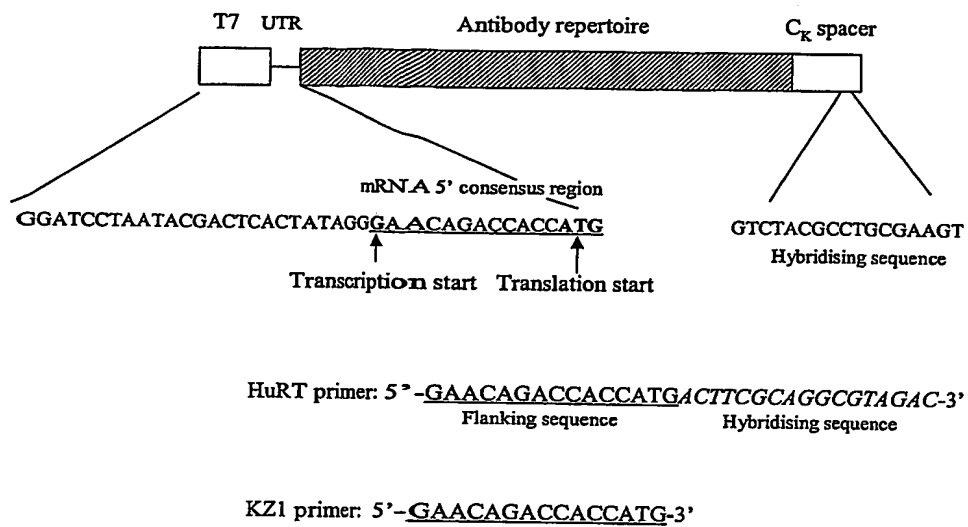 T7 UTR Antibody repertoire CK spacer
mRNA 5' consensus region
GGATCCTAATACGACTCACTATAGGGAACAGACCACCATG GTCTACGCCTGCGAAGT
Hybridising sequence
Transcription start Translation start
HuRT primer: 5'-GAACAGACCACCATGACTTCGCAGGCGTAGAC-3'
Flanking sequence Hybridising sequence
KZ1 primer: 5'-GAACAGACCACCATG-3'